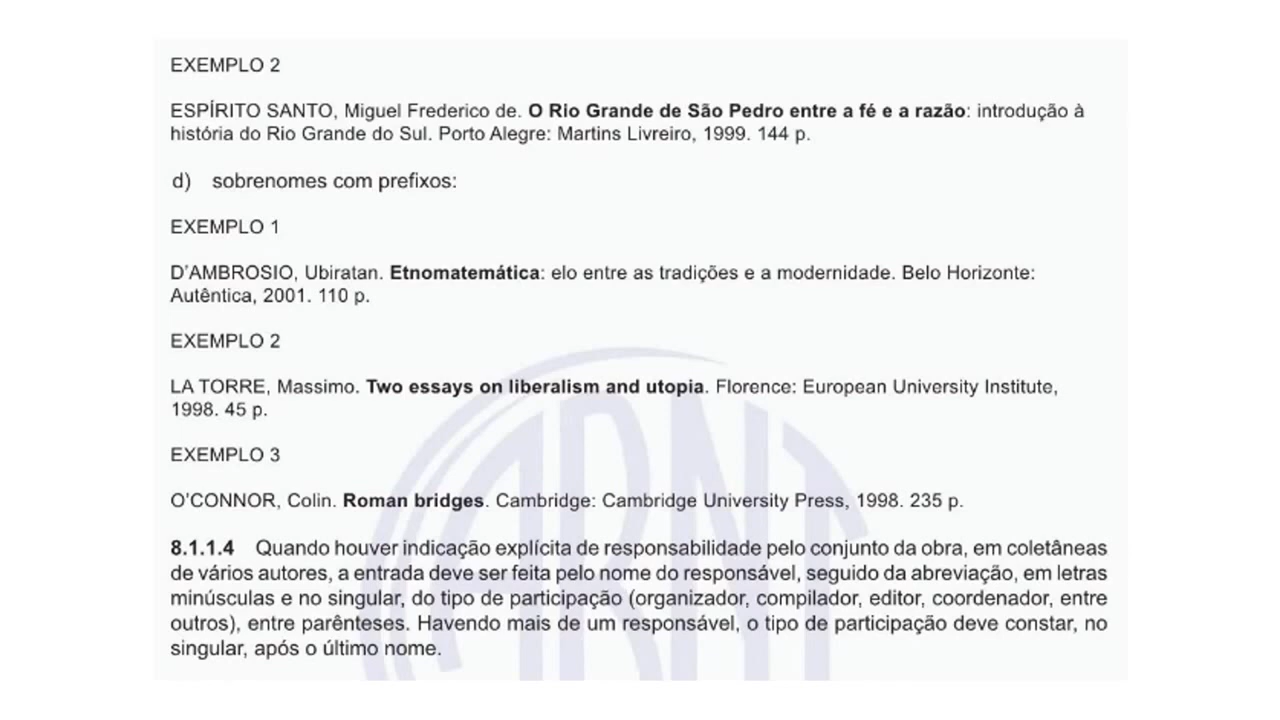 EXEMPLO 2
ESPÍRITO SANTO, Miguel Frederico de. O Rio Grande de São Pedro entre a fé e a razão: introdução à
história do Rio Grande do Sul. Porto Alegre: Martins Livreiro, 1999. 144 p.
d) sobrenomes com prefixos:
EXEMPLO 1
D’AMBROSIO, Ubiratan. Etnomatemática: elo entre as tradições e a modernidade. Belo Horizonte:
Autêntica, 2001. 110 p.
EXEMPLO 2
LA TORRE, Massimo. Two essays on liberalism and utopia. Florence: European University Institute,
1998. 45 p.
EXEMPLO 3
O’CONNOR, Colin. Roman bridges. Cambridge: Cambridge University Press, 1998. 235 p.
8.1.1.4 Quando houver indicação explícita de responsabilidade pelo conjunto da obra, em coletâneas
de vários autores, a entrada deve ser feita pelo nome do responsável, seguido da abreviação, em letras
minúsculas e no singular, do tipo de participação (organizador, compilador, editor, coordenador, entre
outros), entre parênteses. Havendo mais de um responsável, o tipo de participação deve constar, no
singular, após o último nome.
ABNT